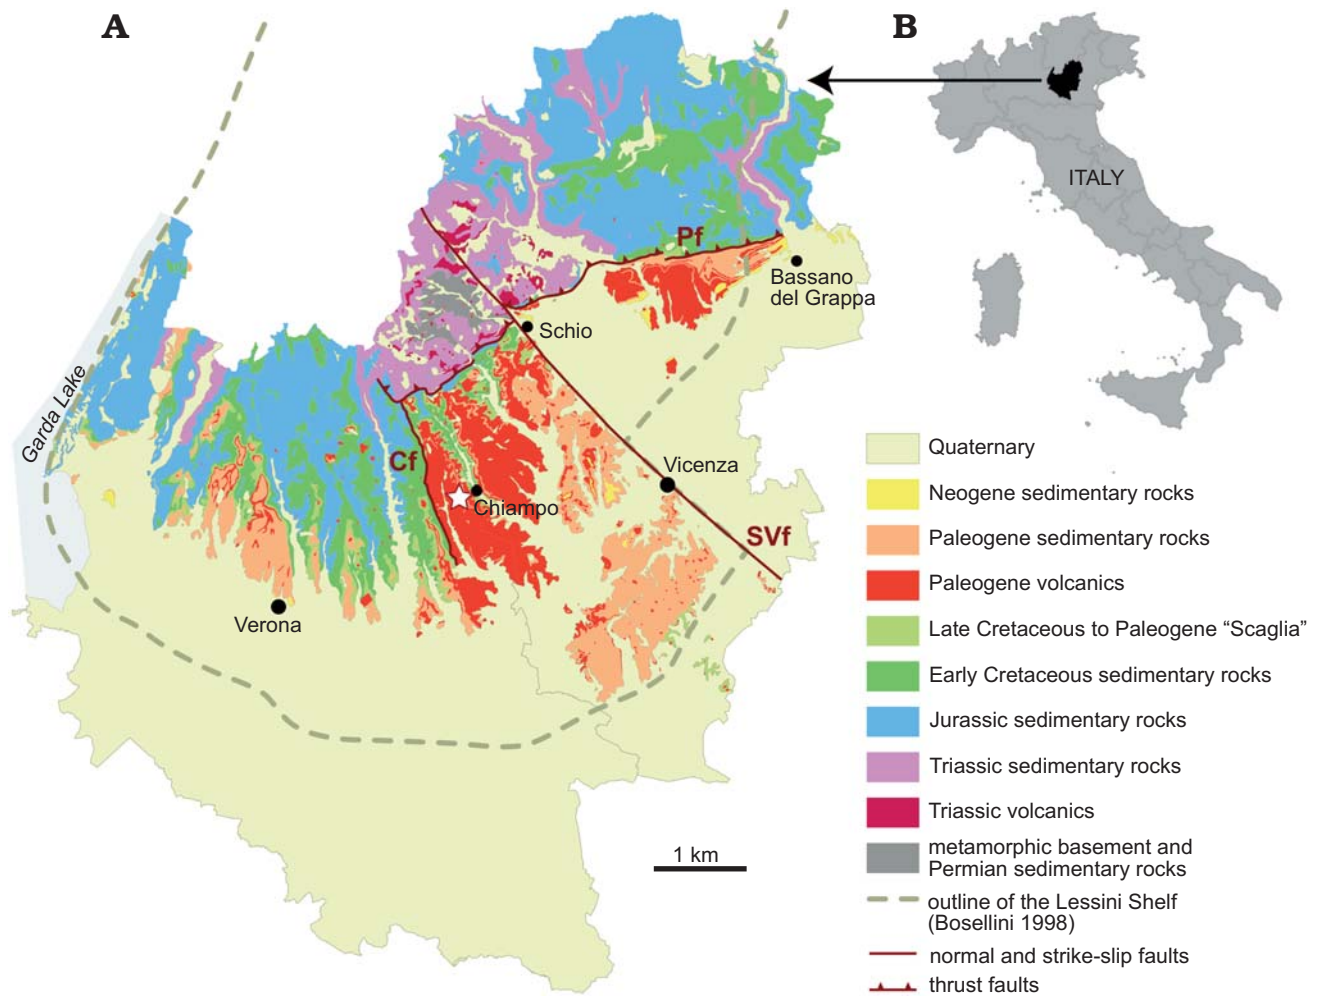 A
B
ITALY
Pf
Bassano
del Grappa
Schio
Garda Lake
Cf
Vicenza
Chiampo
SVf
Verona
1 km
Quaternary
Neogene sedimentary rocks
Paleogene sedimentary rocks
Paleogene volcanics
Late Cretaceous to Paleogene “Scaglia”
Early Cretaceous sedimentary rocks
Jurassic sedimentary rocks
Triassic sedimentary rocks
Triassic volcanics
metamorphic basement and
Permian sedimentary rocks
outline of the Lessini Shelf
(Bosellini 1998)
normal and strike-slip faults
thrust faults